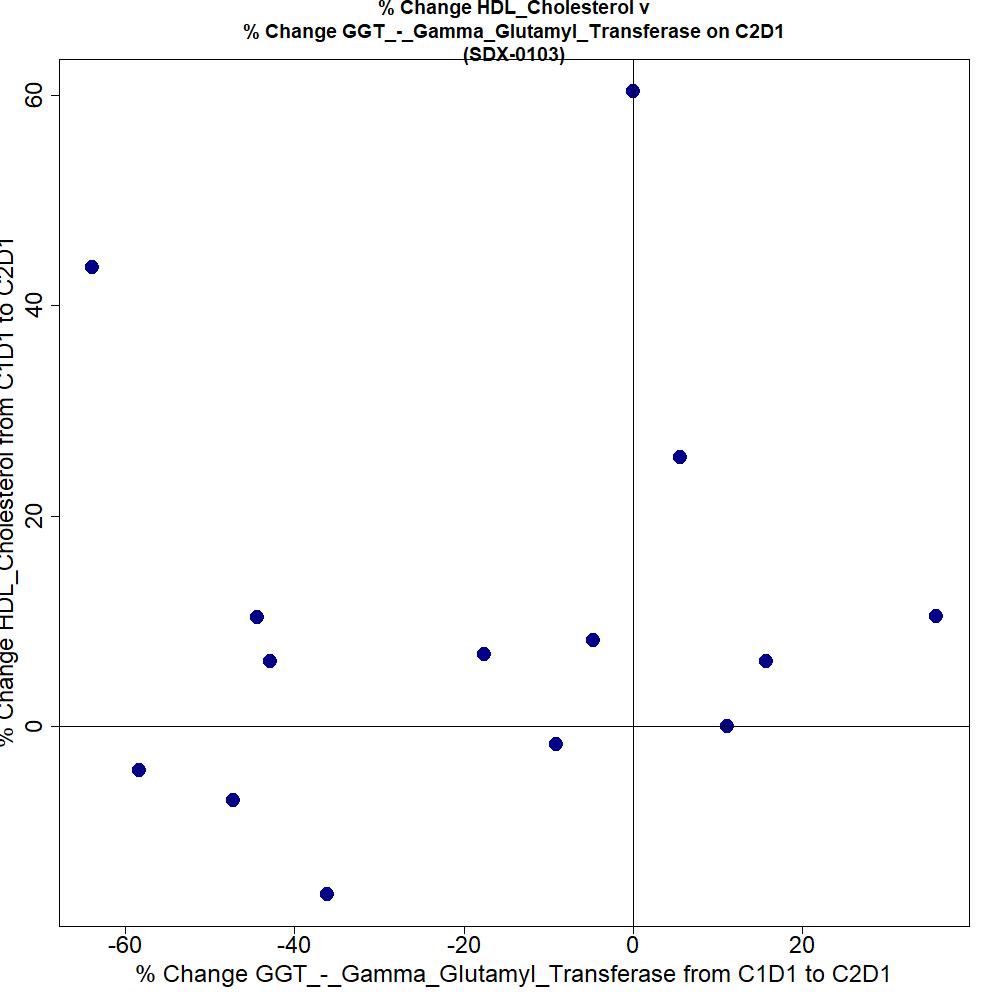 % Change HDL_Cholesterol v
% Change GGT_-_Gamma_Glutamyl_Transferase on C2D1
(SDX-0103)
60
40
20
0
% Change HDL_Cholesterol from C1D1 to C2D1
-60 -40 -20 0 20
% Change GGT_-_Gamma_Glutamyl_Transferase from C1D1 to C2D1